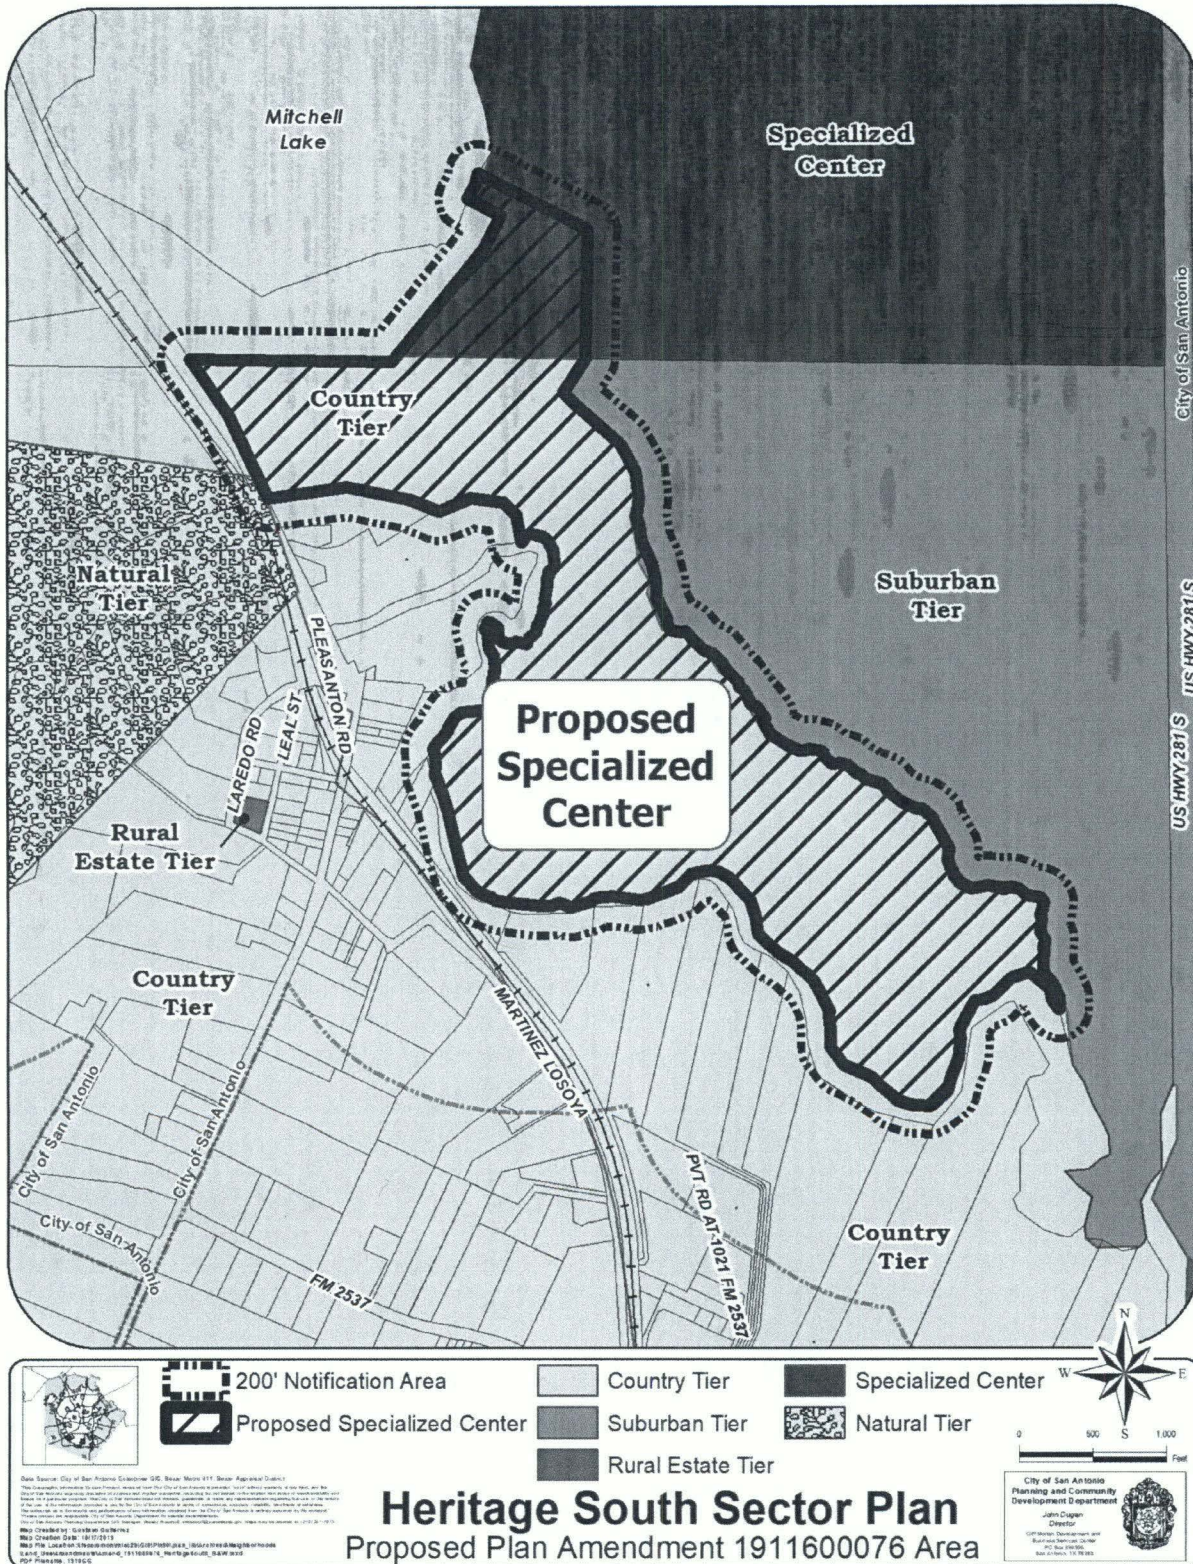 Mitchell
Lake
Specialized
Center
City of San Antonio
Country
Tier
Natural
Tier
Suburban
Tier
US HWY 281 S
US HWY 281 S
PLEASANTON RD
LEAL ST
LAREDO RD
Proposed
Specialized
Center
Rural
Estate Tier
Country
Tier
MARTINEZ LOSOYA
City of San Antonio
City of San Antonio
City of San Antonio
PVT RD AT-1021 FM 2537
Country
Tier
FM 2537
200' Notification Area
Proposed Specialized Center
Country Tier
Suburban Tier
Rural Estate Tier
Specialized Center
Natural Tier
N
W
E
S
0 500 1,000
Feet
Heritage South Sector Plan
Proposed Plan Amendment 1911600076 Area
City of San Antonio
Planning and Community
Development Department
John Dugan
Director